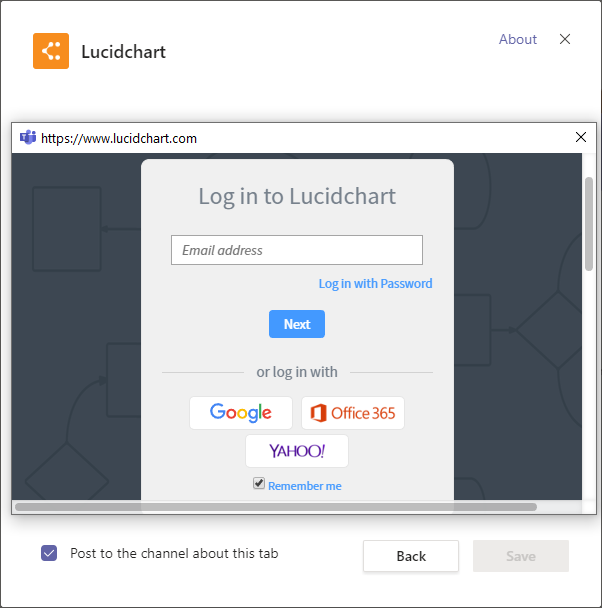 Lucidchart
About
https://www.lucidchart.com
Log in to Lucidchart
Email address
Log in with Password
Next
or log in with
Google
Office 365
YAHOO!
Remember me
Post to the channel about this tab
Back
Save